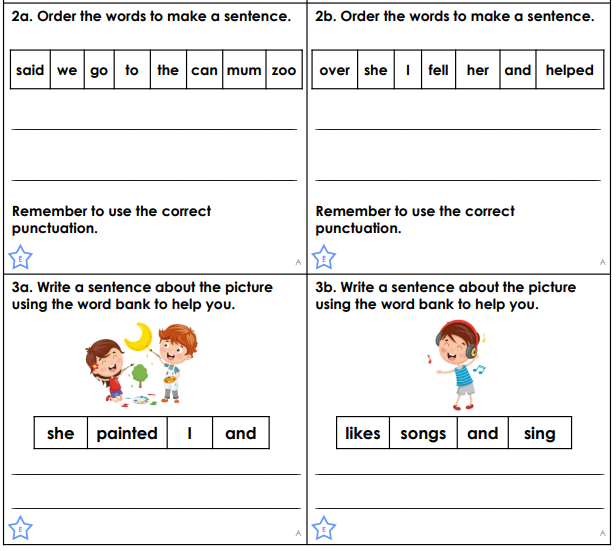 2a. Order the words to make a sentence.
said we go to the can mum zoo
Remember to use the correct
punctuation.
E
A
2b. Order the words to make a sentence.
over she I fell her and helped
Remember to use the correct
punctuation.
E
A
3a. Write a sentence about the picture
using the word bank to help you.
she painted I and
E
A
3b. Write a sentence about the picture
using the word bank to help you.
likes songs and sing
E
A